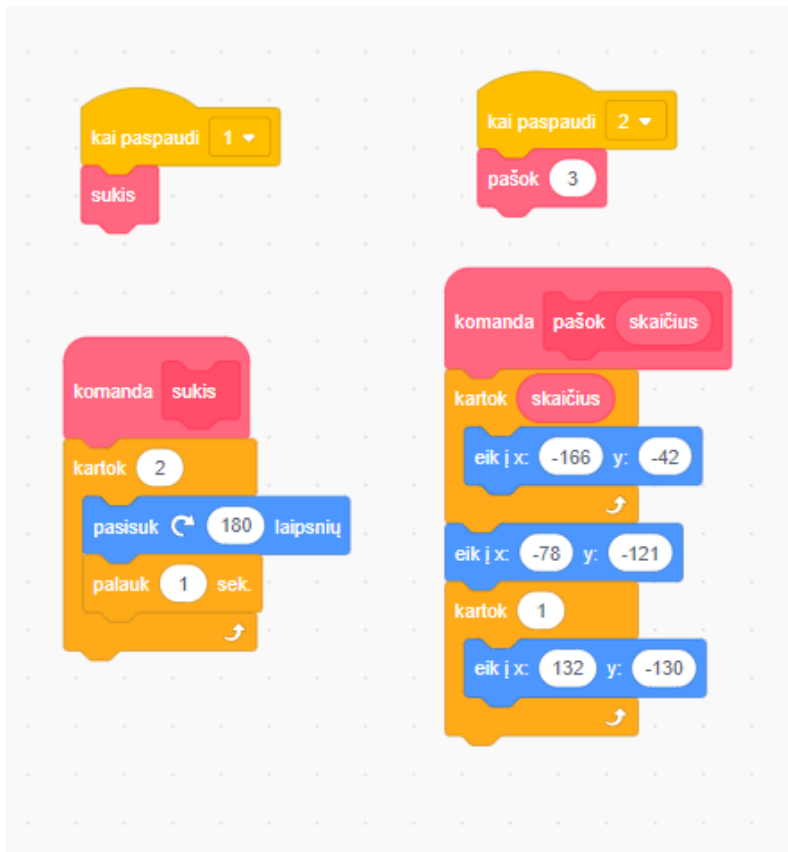 kai paspaudi 1
sukis
komanda sukis
kartok 2
pasisuk 180 laipsnių
palauk 1 sek.
kai paspaudi 2
pašok 3
komanda pašok skaičius
kartok skaičius
eik į x: -166 y: -42
eik į x: -78 y: -121
kartok 1
eik į x: 132 y: -130